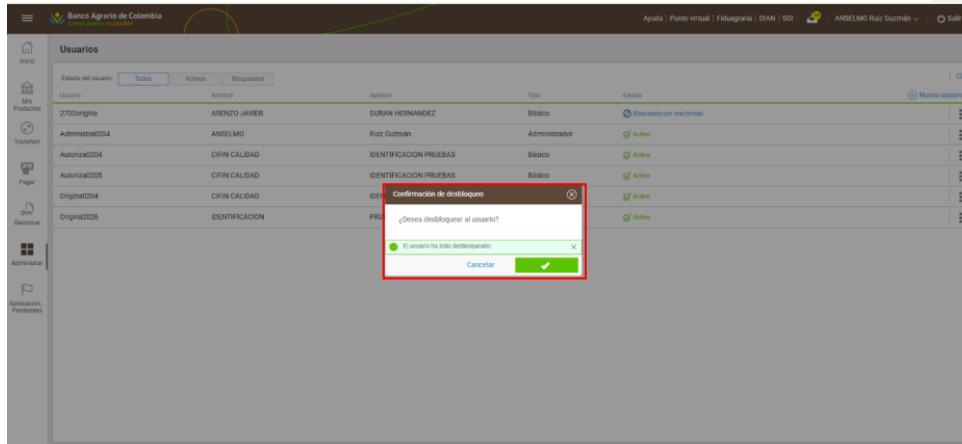 Banco Agrario de Colombia
Ayuda | Punto virtual | Fiduagraria | DIAN | SOI
ANSELMO Ruiz Guzmán
Salir
Inicio
Mis Productos
Transferir
Pagar
Gestionar
Administrar
Aprobacion... Pendientes
Usuarios
Estado del usuario: Todos Activos Bloqueados
Usuario Nombre Apellido Tipo Estado
Nuevo usuario
2702origina ARENZO JAVIER DURAN HERNANDEZ Básico Bloqueado por inactividad
Administra0204 ANSELMO Ruiz Guzmán Administrador Activo
Autoriza0204 CIFIN CALIDAD IDENTIFICACION PRUEBAS Básico Activo
Autoriza0205 CIFIN CALIDAD IDENTIFICACION PRUEBAS Básico Activo
Origina0204 CIFIN CALIDAD Activo
Origina2026 IDENTIFICACION Activo
Confirmación de desbloqueo
¿Desea desbloquear al usuario?
El usuario ha sido desbloqueado.
Cancelar